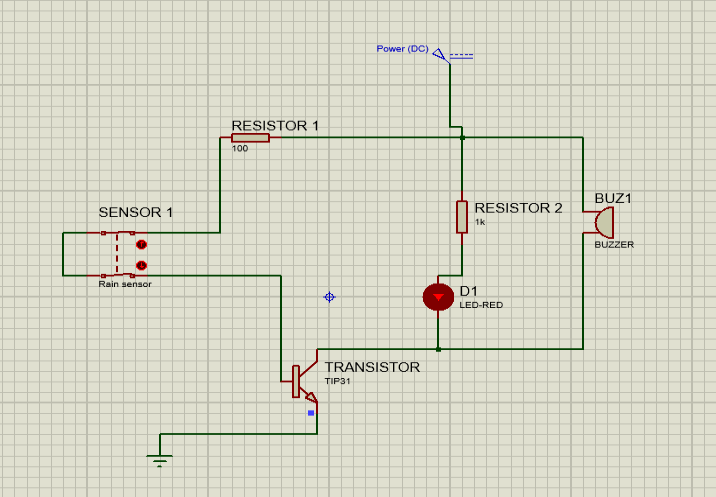 Power (DC)
RESISTOR 1
100
RESISTOR 2
1k
BUZ1
BUZZER
SENSOR 1
Rain sensor
D1
LED-RED
TRANSISTOR
TIP31